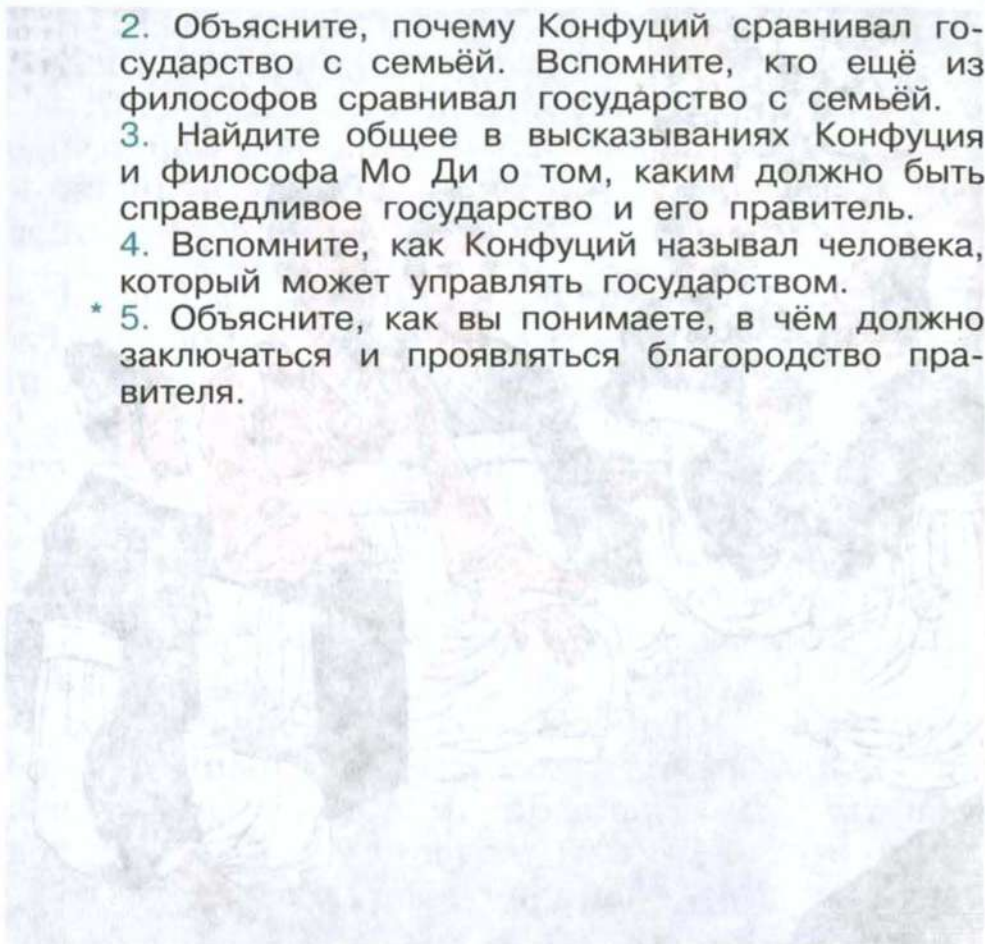 2. Объясните, почему Конфуций сравнивал го-
сударство с семьёй. Вспомните, кто ещё из
философов сравнивал государство с семьёй.
3. Найдите общее в высказываниях Конфуция
и философа Мо Ди о том, каким должно быть
справедливое государство и его правитель.
4. Вспомните, как Конфуций называл человека,
который может управлять государством.
* 5. Объясните, как вы понимаете, в чём должно
заключаться и проявляться благородство пра-
вителя.